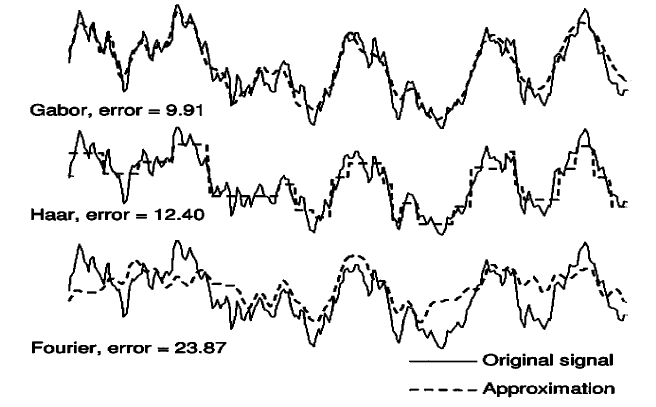 Gabor, error = 9.91
Haar, error = 12.40
Fourier, error = 23.87
Original signal
Approximation